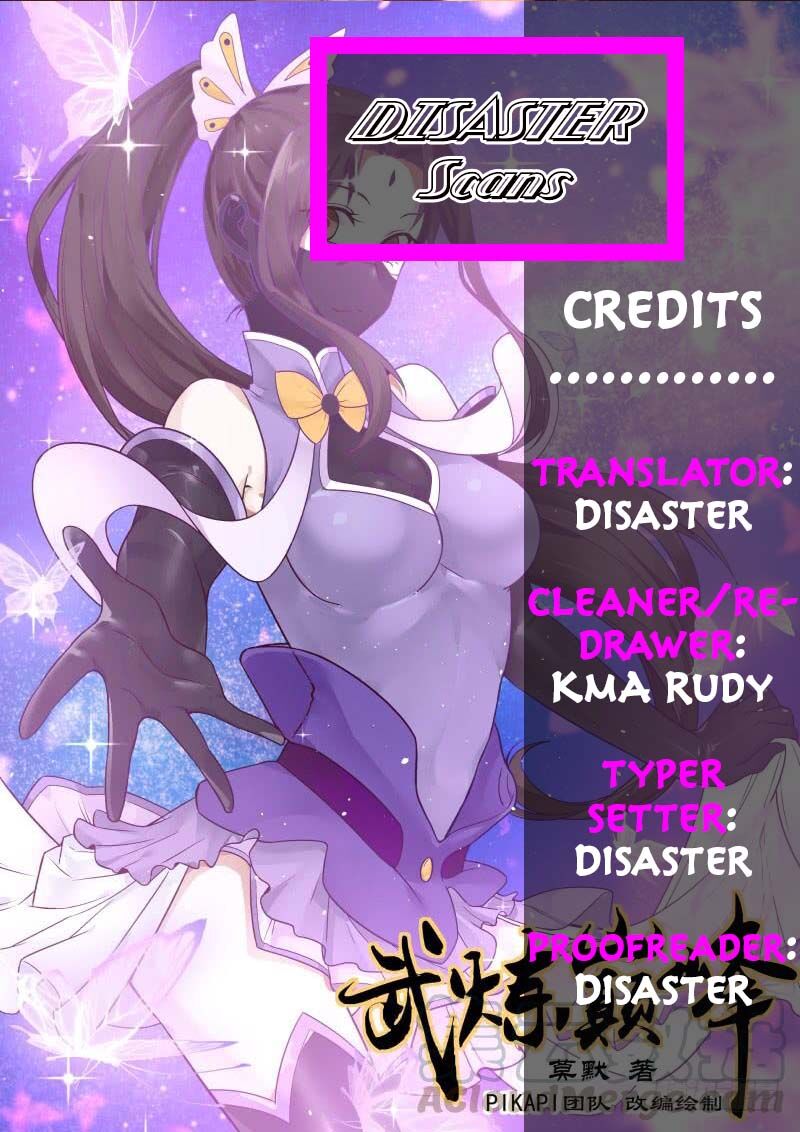 DISASTER
Scans
CREDITS
.............
TRANSLATOR:
DISASTER
CLEANER/RE-
DRAWER:
KMA RUDY
TYPER
SETTER:
DISASTER
PROOFREADER:
DISASTER
武炼巅峰
莫默 著
PIKAPI团队 改编绘制